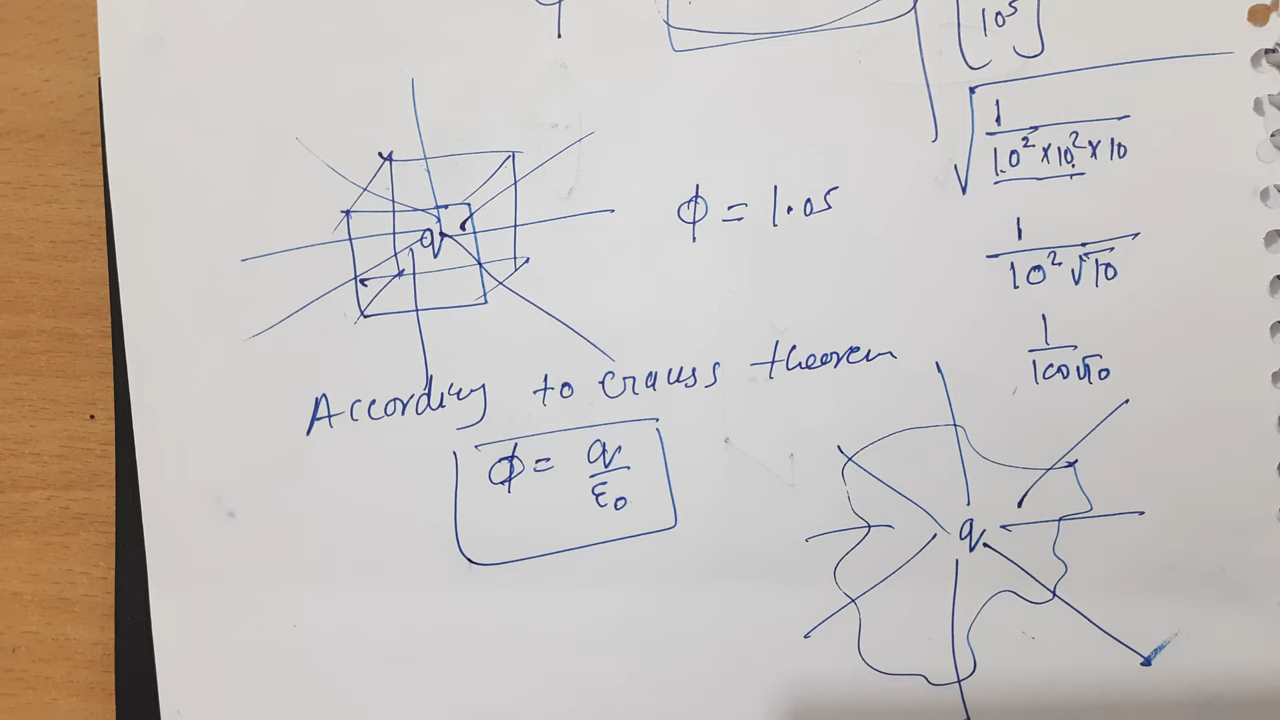 q
10⁵
1
10² × 10² × 10
q
ϕ = 1.05
1
10² √10
1
100√10
According to Gauss theorem
ϕ = q
ε₀
q